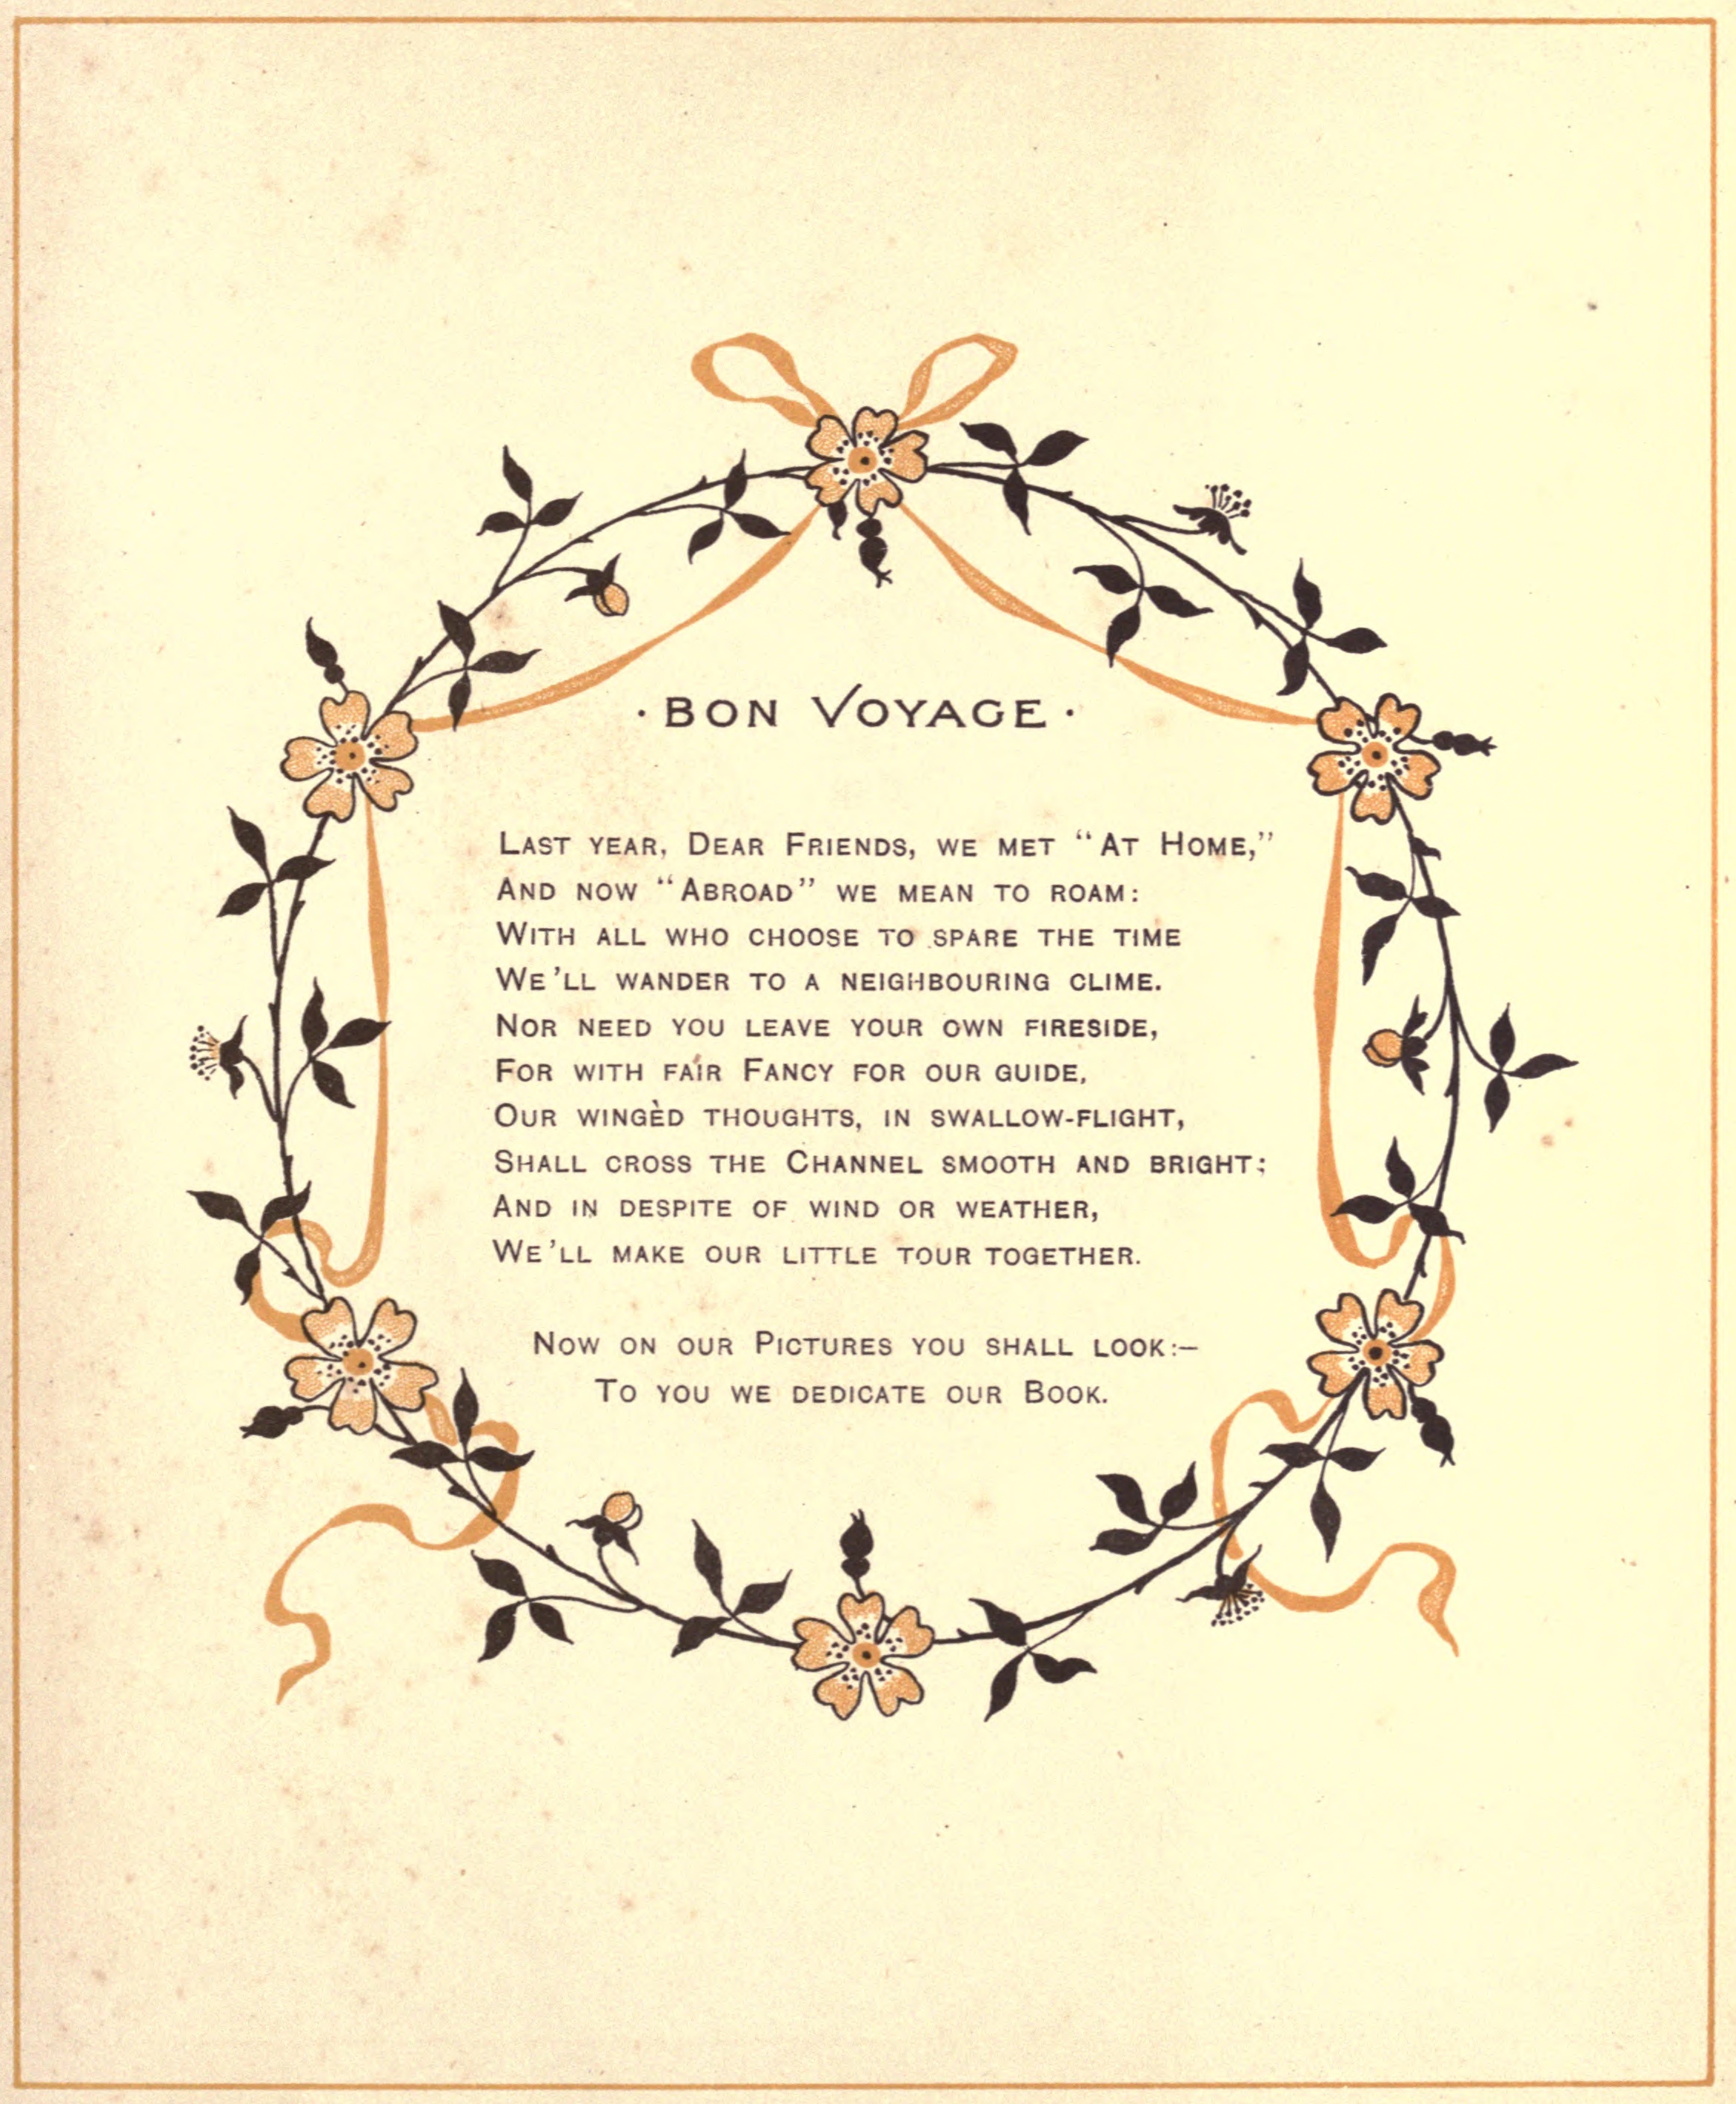 · BON VOYAGE ·
LAST YEAR, DEAR FRIENDS, WE MET “AT HOME,”
AND NOW “ABROAD” WE MEAN TO ROAM:
WITH ALL WHO CHOOSE TO SPARE THE TIME
WE’LL WANDER TO A NEIGHBOURING CLIME.
NOR NEED YOU LEAVE YOUR OWN FIRESIDE,
FOR WITH FAIR FANCY FOR OUR GUIDE,
OUR WINGÈD THOUGHTS, IN SWALLOW-FLIGHT,
SHALL CROSS THE CHANNEL SMOOTH AND BRIGHT;
AND IN DESPITE OF WIND OR WEATHER,
WE’LL MAKE OUR LITTLE TOUR TOGETHER.
NOW ON OUR PICTURES YOU SHALL LOOK:—
TO YOU WE DEDICATE OUR BOOK.